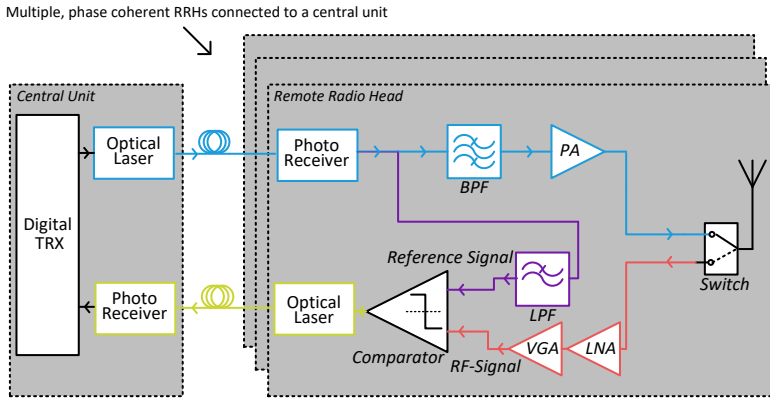 Multiple, phase coherent RRHs connected to a central unit
Central Unit
Remote Radio Head
Digital
TRX
Optical
Laser
Photo
Receiver
BPF
PA
Switch
Reference Signal
LPF
Photo
Receiver
Optical
Laser
Comparator
RF-Signal
VGA
LNA